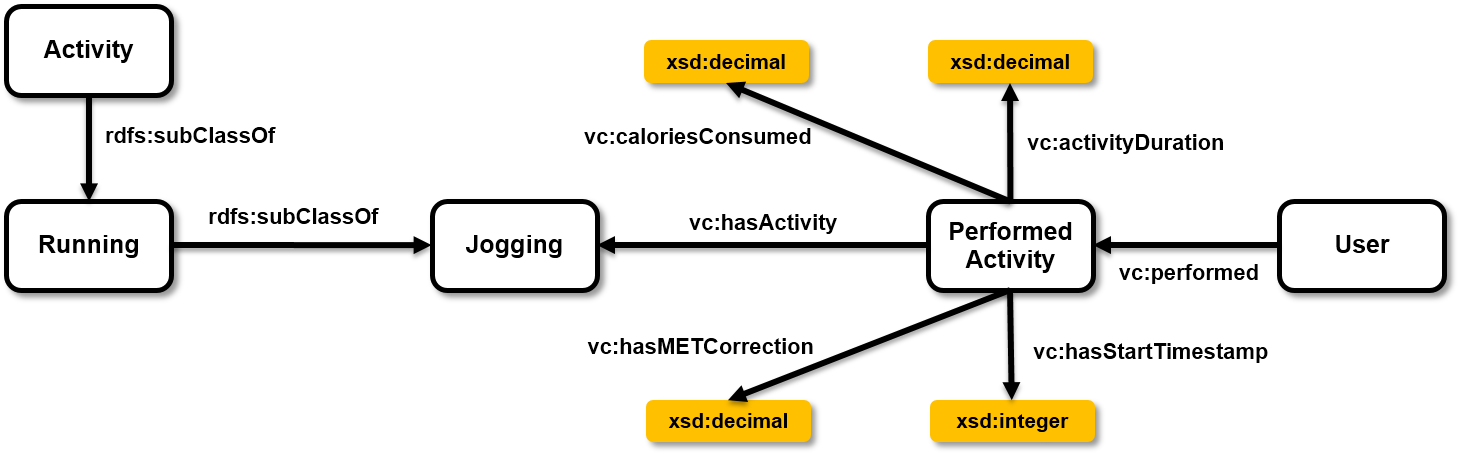 Activity
xsd:decimal
xsd:decimal
rdfs:subClassOf
vc:caloriesConsumed
vc:activityDuration
Running
rdfs:subClassOf
Jogging
vc:hasActivity
Performed
Activity
vc:performed
User
vc:hasMETCorrection
vc:hasStartTimestamp
xsd:decimal
xsd:integer